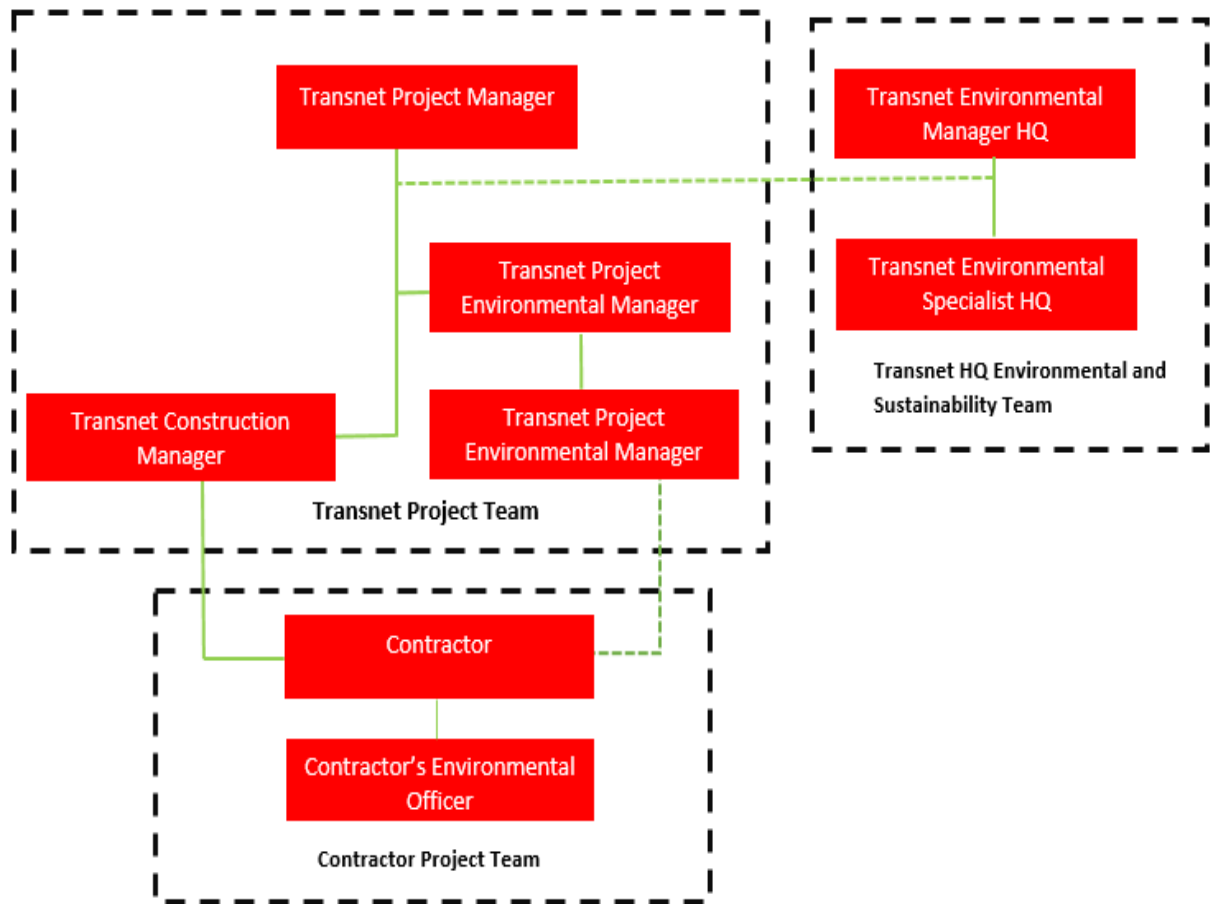 Transnet Project Manager
Transnet Environmental
Manager HQ
Transnet Project
Environmental Manager
Transnet Environmental
Specialist HQ
Transnet HQ Environmental and
Sustainability Team
Transnet Construction
Manager
Transnet Project
Environmental Manager
Transnet Project Team
Contractor
Contractor's Environmental
Officer
Contractor Project Team